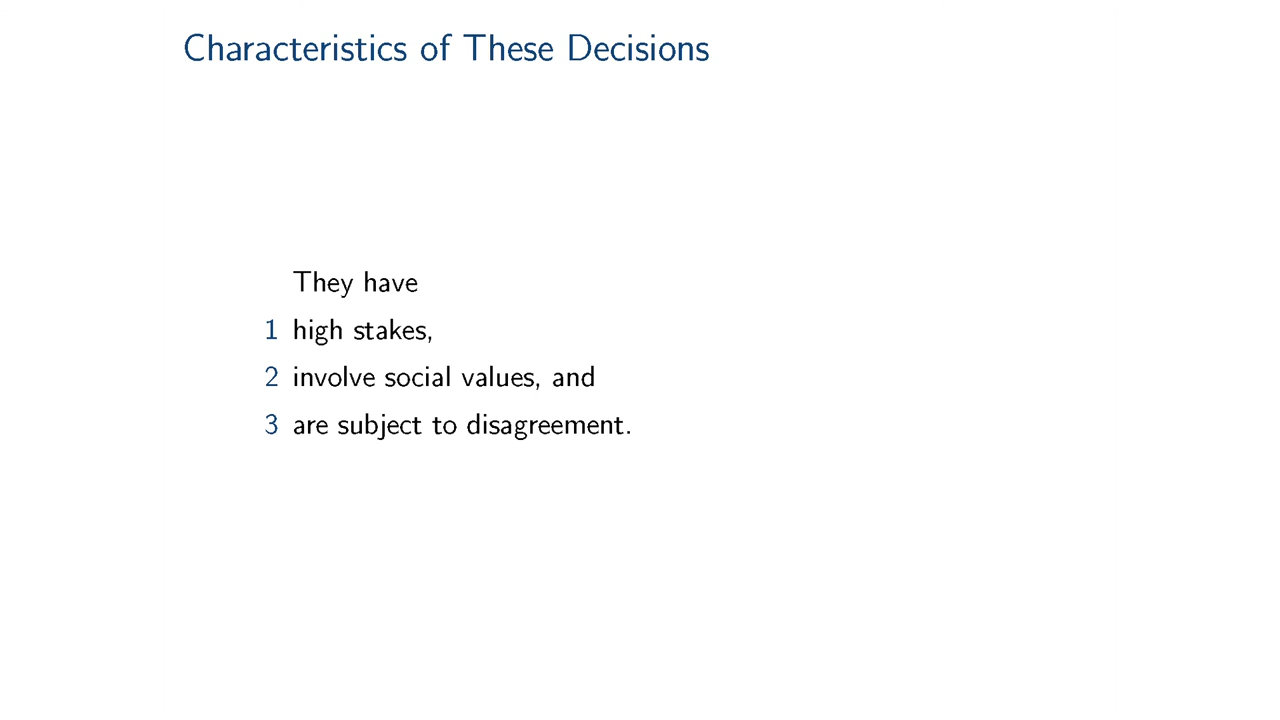 Characteristics of These Decisions
They have
1 high stakes,
2 involve social values, and
3 are subject to disagreement.